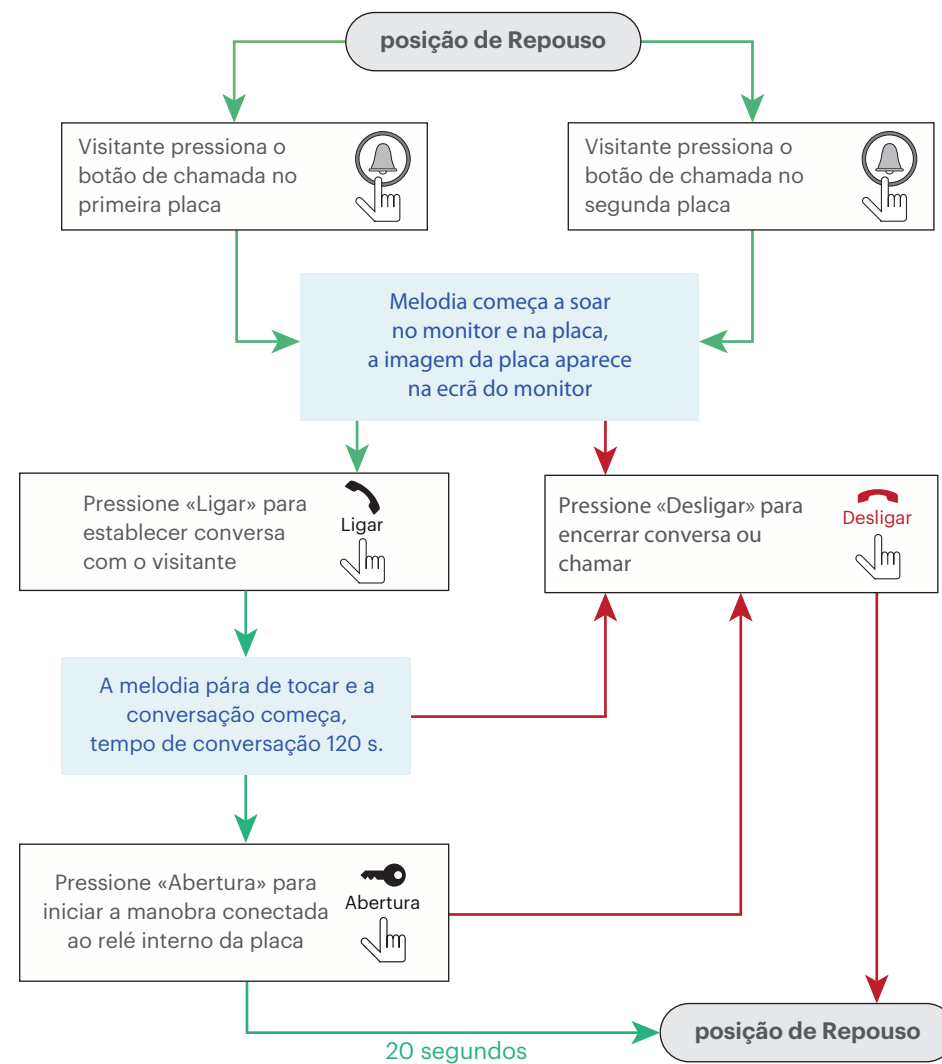 posição de Repouso
Visitante pressiona o
botão de chamada no
primeira placa
Visitante pressiona o
botão de chamada no
segunda placa
Melodia começa a soar
no monitor e na placa,
a imagem da placa aparece
na ecrã do monitor
Pressione «Ligar» para
establecer conversa
com o visitante
Ligar
Pressione «Desligar» para
encerrar conversa ou
chamar
Desligar
A melodia pára de tocar e a
conversação começa,
tempo de conversação 120 s.
Pressione «Abertura» para
iniciar a manobra conectada
ao relé interno da placa
Abertura
20 segundos
posição de Repouso